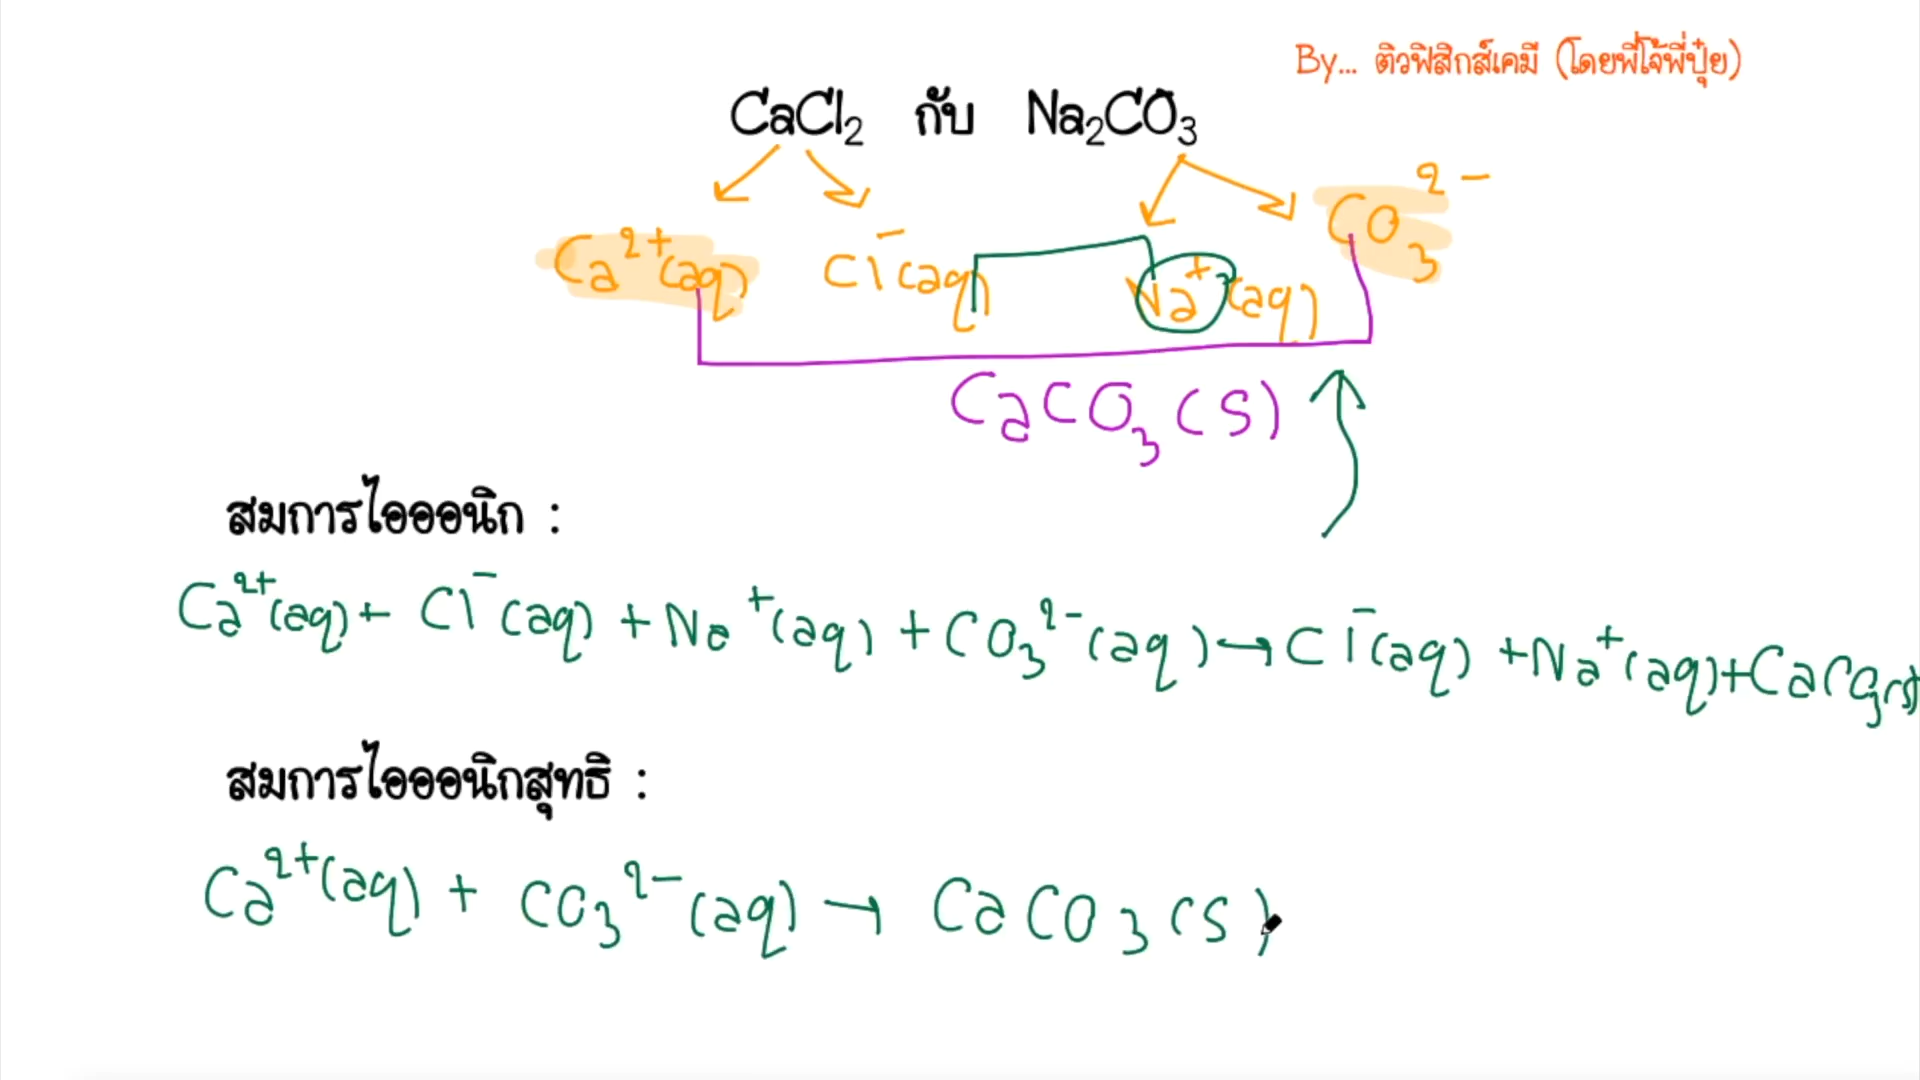 By... ติวฟิสิกส์เคมี (โดยพี่โจ้พี่ปุ๋ย)
CaCl₂ กับ Na₂CO₃
Ca²⁺(aq) Cl⁻(aq) Na⁺(aq) CO₃²⁻
CaCO₃(s)
สมการไอออนิก :
Ca²⁺(aq) + Cl⁻(aq) + Na⁺(aq) + CO₃²⁻(aq) → Cl⁻(aq) + Na⁺(aq) + CaCO₃(s)
สมการไอออนิกสุทธิ :
Ca²⁺(aq) + CO₃²⁻(aq) → CaCO₃(s)